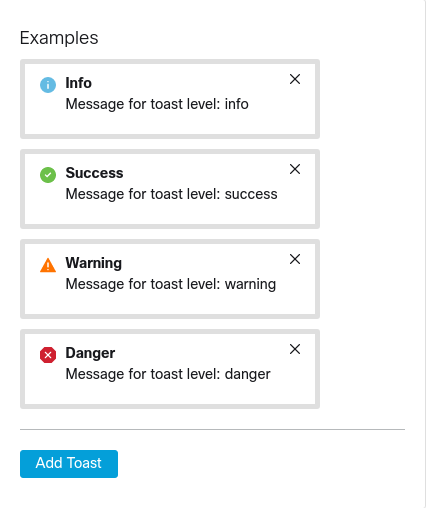 Examples
Info
Message for toast level: info
Success
Message for toast level: success
Warning
Message for toast level: warning
Danger
Message for toast level: danger
Add Toast